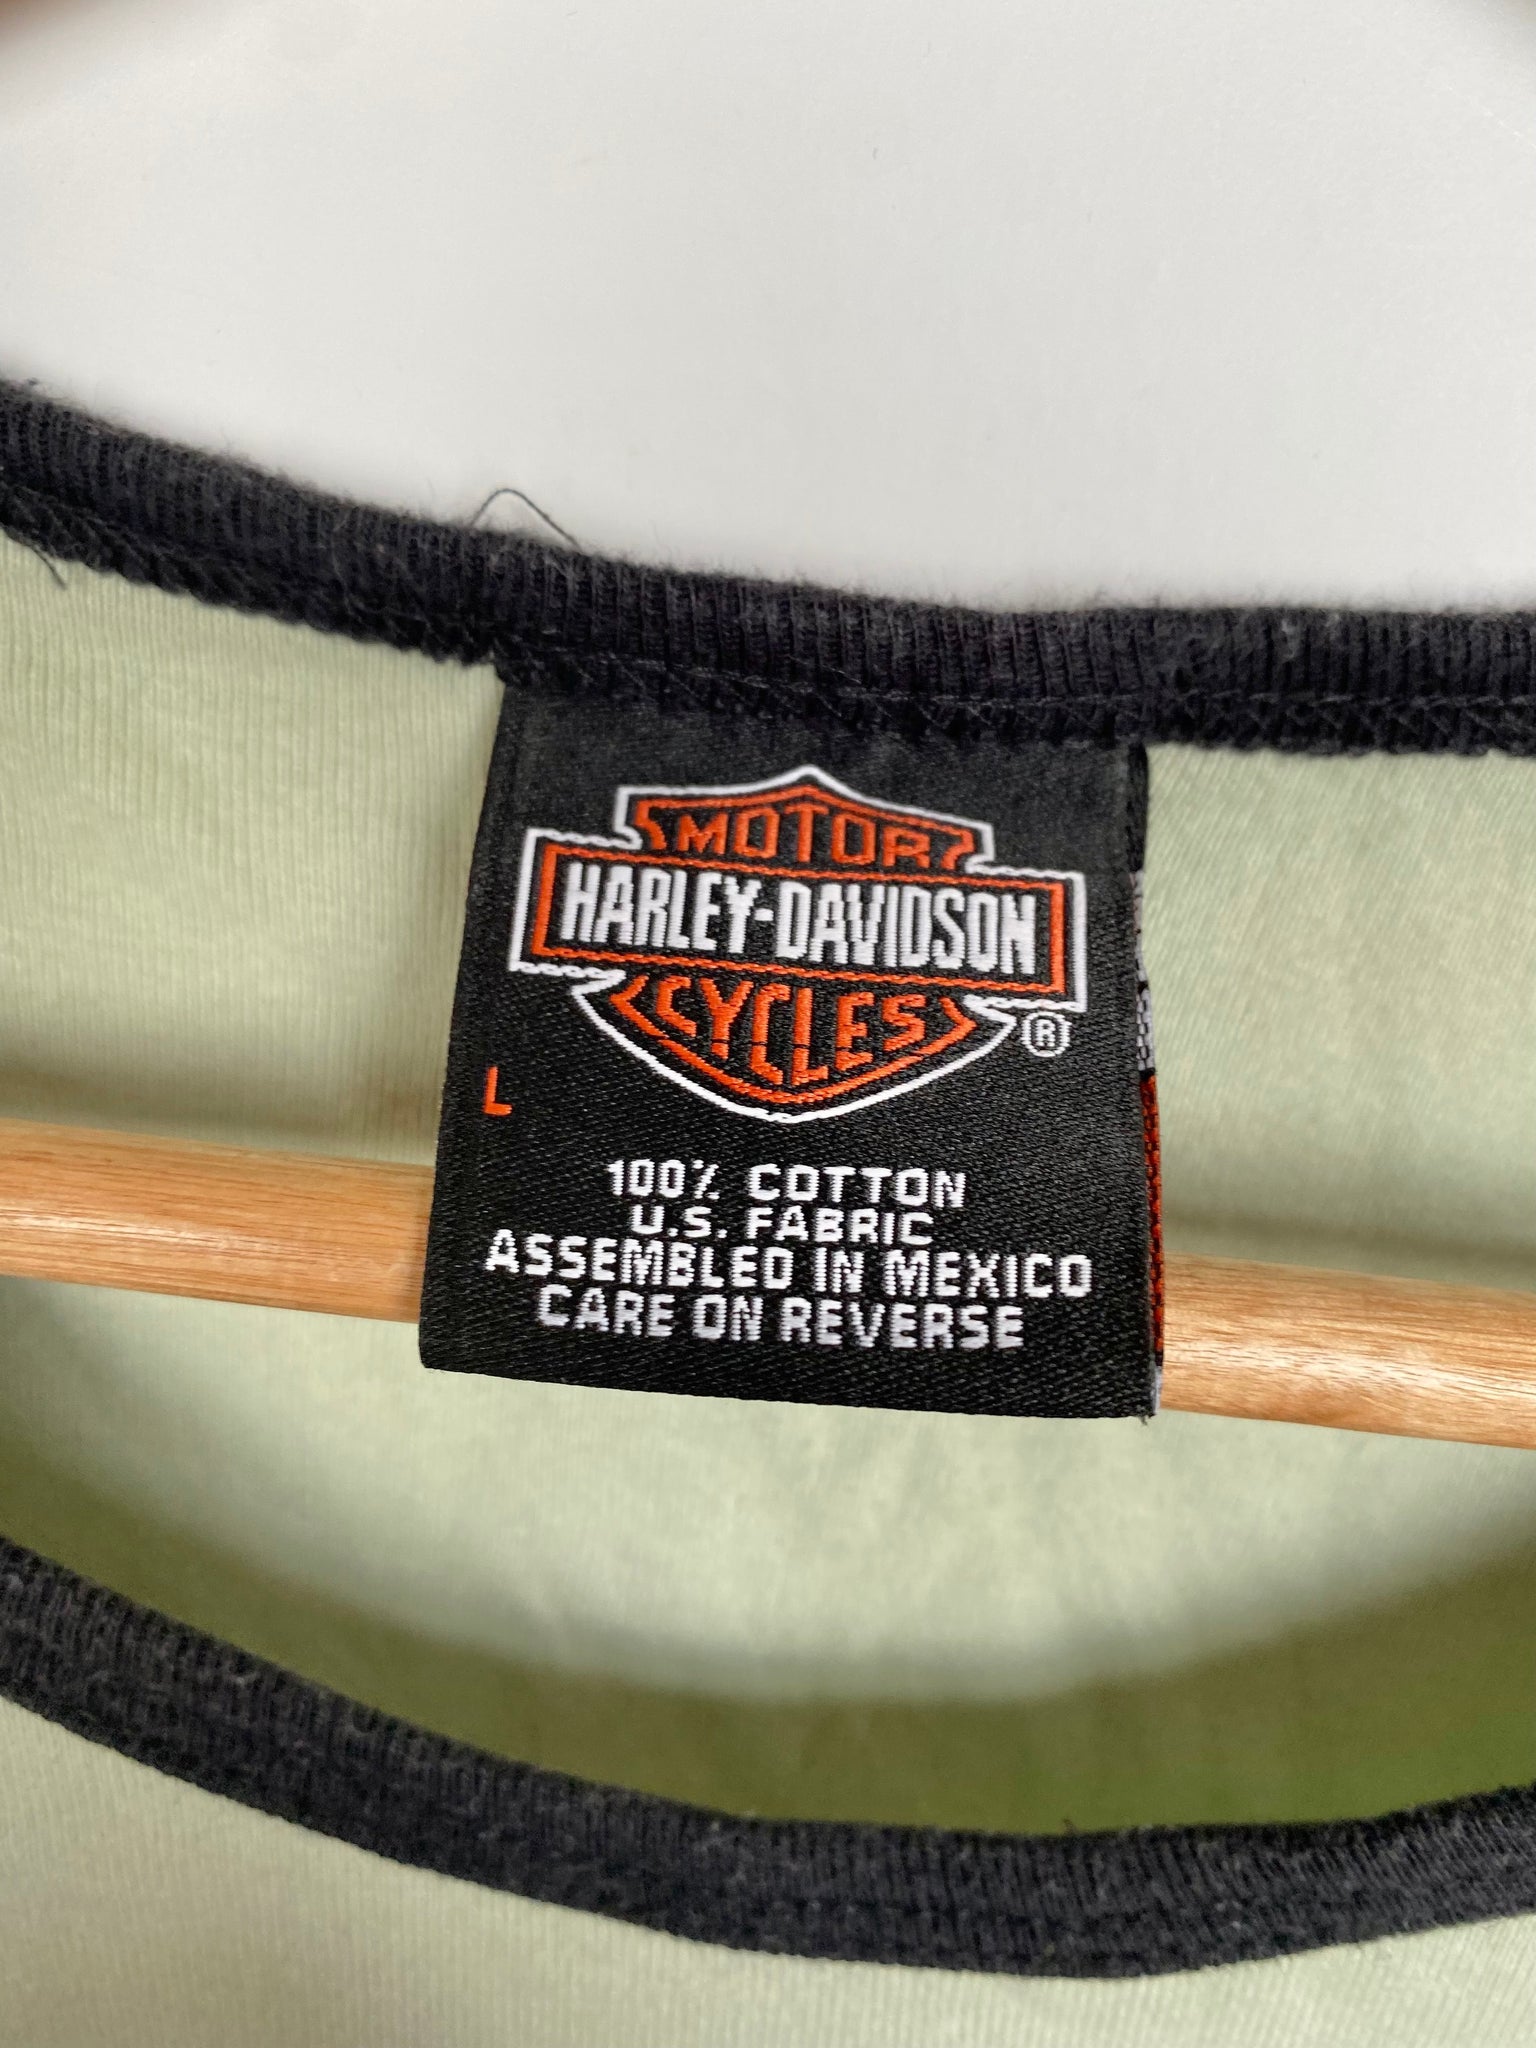 MOTOR
HARLEY-DAVIDSON
CYCLES
®
L
100% COTTON
U.S. FABRIC
ASSEMBLED IN MEXICO
CARE ON REVERSE